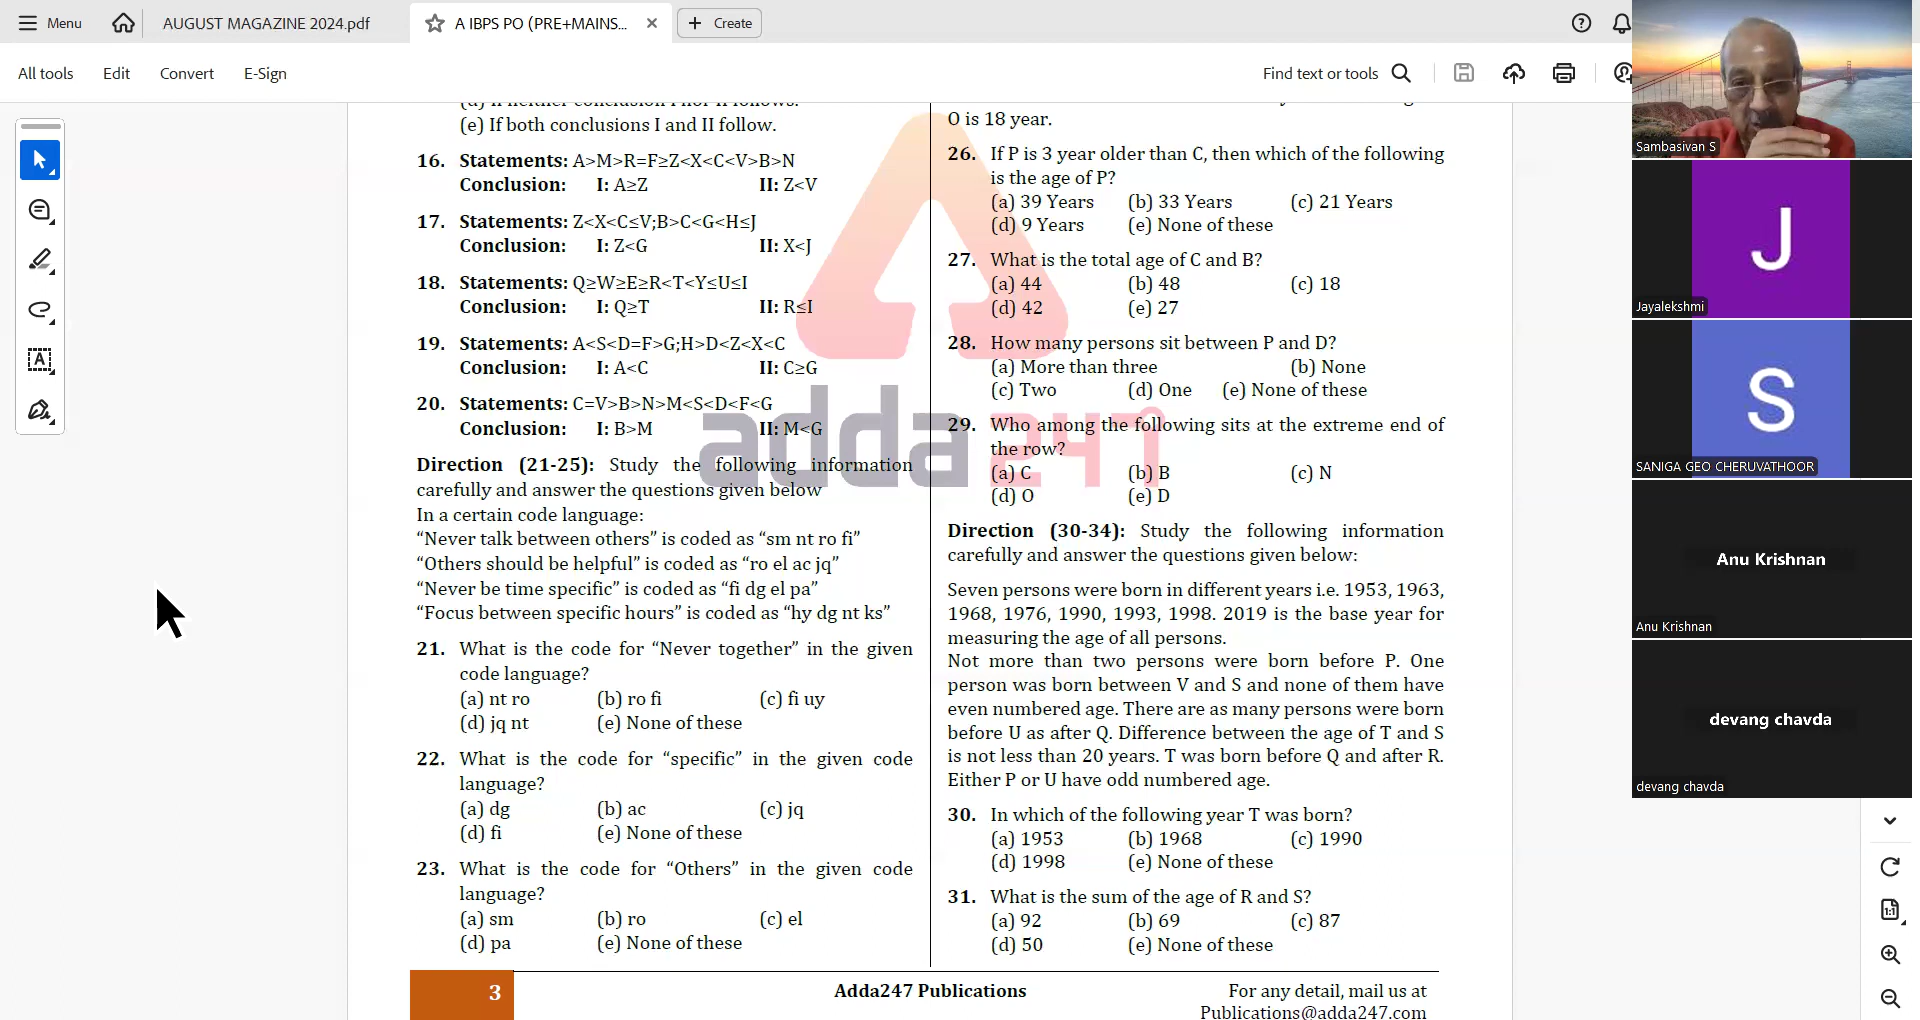 Menu
AUGUST MAGAZINE 2024.pdf
A IBPS PO (PRE+MAINS...
Create
All tools
Edit
Convert
E-Sign
Find text or tools
(e) If both conclusions I and II follow.
16. Statements: A>M>R=F≥Z<X<C<V>B>N
Conclusion: I: A≥Z II: Z<V
17. Statements: Z<X<C≤V;B>C<G<H≤J
Conclusion: I: Z<G II: X<J
18. Statements: Q≥W≥E≥R<T<Y≤U≤I
Conclusion: I: Q≥T II: R≤I
19. Statements: A<S<D=F>G;H>D<Z<X<C
Conclusion: I: A<C II: C≥G
20. Statements: C=V>B>N>M<S<D<F<G
Conclusion: I: B>M II: M<G
Direction (21-25): Study the following information
carefully and answer the questions given below
In a certain code language:
“Never talk between others” is coded as “sm nt ro fi”
“Others should be helpful” is coded as “ro el ac jq”
“Never be time specific” is coded as “fi dg el pa”
“Focus between specific hours” is coded as “hy dg nt ks”
21. What is the code for “Never together” in the given
code language?
(a) nt ro (b) ro fi (c) fi uy
(d) jq nt (e) None of these
22. What is the code for “specific” in the given code
language?
(a) dg (b) ac (c) jq
(d) fi (e) None of these
23. What is the code for “Others” in the given code
language?
(a) sm (b) ro (c) el
(d) pa (e) None of these
O is 18 year.
26. If P is 3 year older than C, then which of the following
is the age of P?
(a) 39 Years (b) 33 Years (c) 21 Years
(d) 9 Years (e) None of these
27. What is the total age of C and B?
(a) 44 (b) 48 (c) 18
(d) 42 (e) 27
28. How many persons sit between P and D?
(a) More than three (b) None
(c) Two (d) One (e) None of these
29. Who among the following sits at the extreme end of
the row?
(a) C (b) B (c) N
(d) O (e) D
Direction (30-34): Study the following information
carefully and answer the questions given below:
Seven persons were born in different years i.e. 1953, 1963,
1968, 1976, 1990, 1993, 1998. 2019 is the base year for
measuring the age of all persons.
Not more than two persons were born before P. One
person was born between V and S and none of them have
even numbered age. There are as many persons were born
before U as after Q. Difference between the age of T and S
is not less than 20 years. T was born before Q and after R.
Either P or U have odd numbered age.
30. In which of the following year T was born?
(a) 1953 (b) 1968 (c) 1990
(d) 1998 (e) None of these
31. What is the sum of the age of R and S?
(a) 92 (b) 69 (c) 87
(d) 50 (e) None of these
adda247
3
Adda247 Publications
For any detail, mail us at
Publications@adda247.com
Sambasivan S
J
Jayalekshmi
S
SANIGA GEO CHERUVATHOOR
Anu Krishnan
Anu Krishnan
devang chavda
devang chavda
1:1